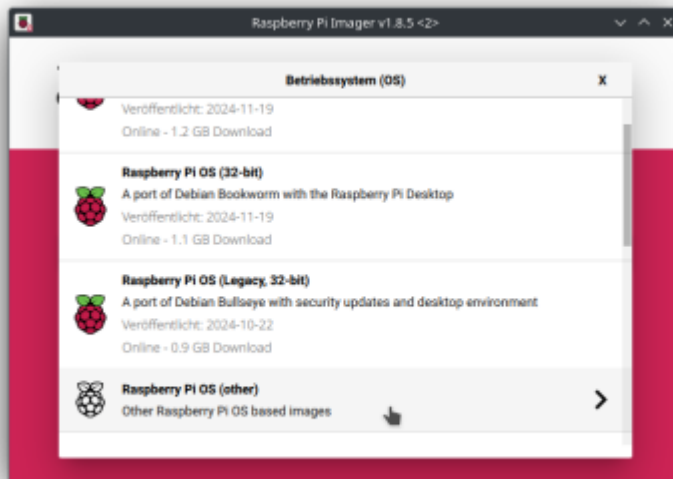 Raspberry Pi Imager v1.8.5 <2>
Betriebssystem (OS)
X
Veröffentlicht: 2024-11-19
Online - 1.2 GB Download
Raspberry Pi OS (32-bit)
A port of Debian Bookworm with the Raspberry Pi Desktop
Veröffentlicht: 2024-11-19
Online - 1.1 GB Download
Raspberry Pi OS (Legacy, 32-bit)
A port of Debian Bullseye with security updates and desktop environment
Veröffentlicht: 2024-10-22
Online - 0.9 GB Download
Raspberry Pi OS (other)
Other Raspberry Pi OS based images